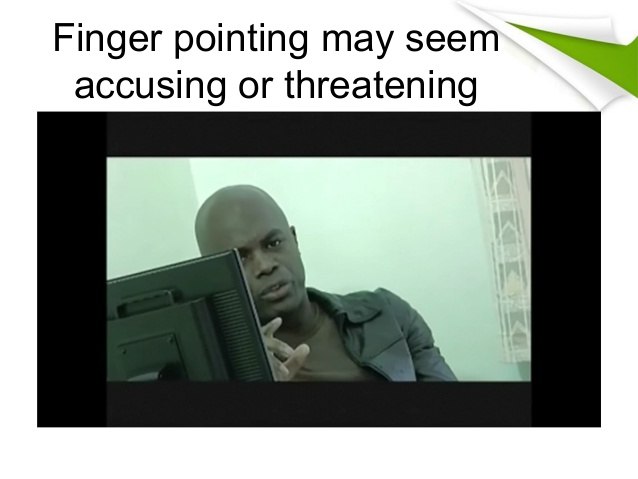 Finger pointing may seem
accusing or threatening